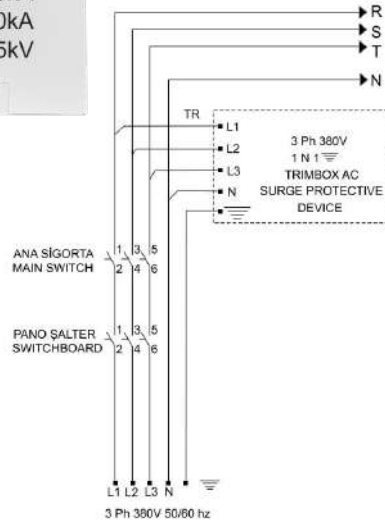 0kA
5kV
R
S
T
N
TR
L1
L2
L3
N
3 Ph 380V
1 N 1
TRIMBOX AC
SURGE PROTECTIVE
DEVICE
ANA SİGORTA
MAIN SWITCH
1 3 5
2 4 6
PANO ŞALTER
SWITCHBOARD
1 3 5
2 4 6
L1 L2 L3 N
3 Ph 380V 50/60 hz